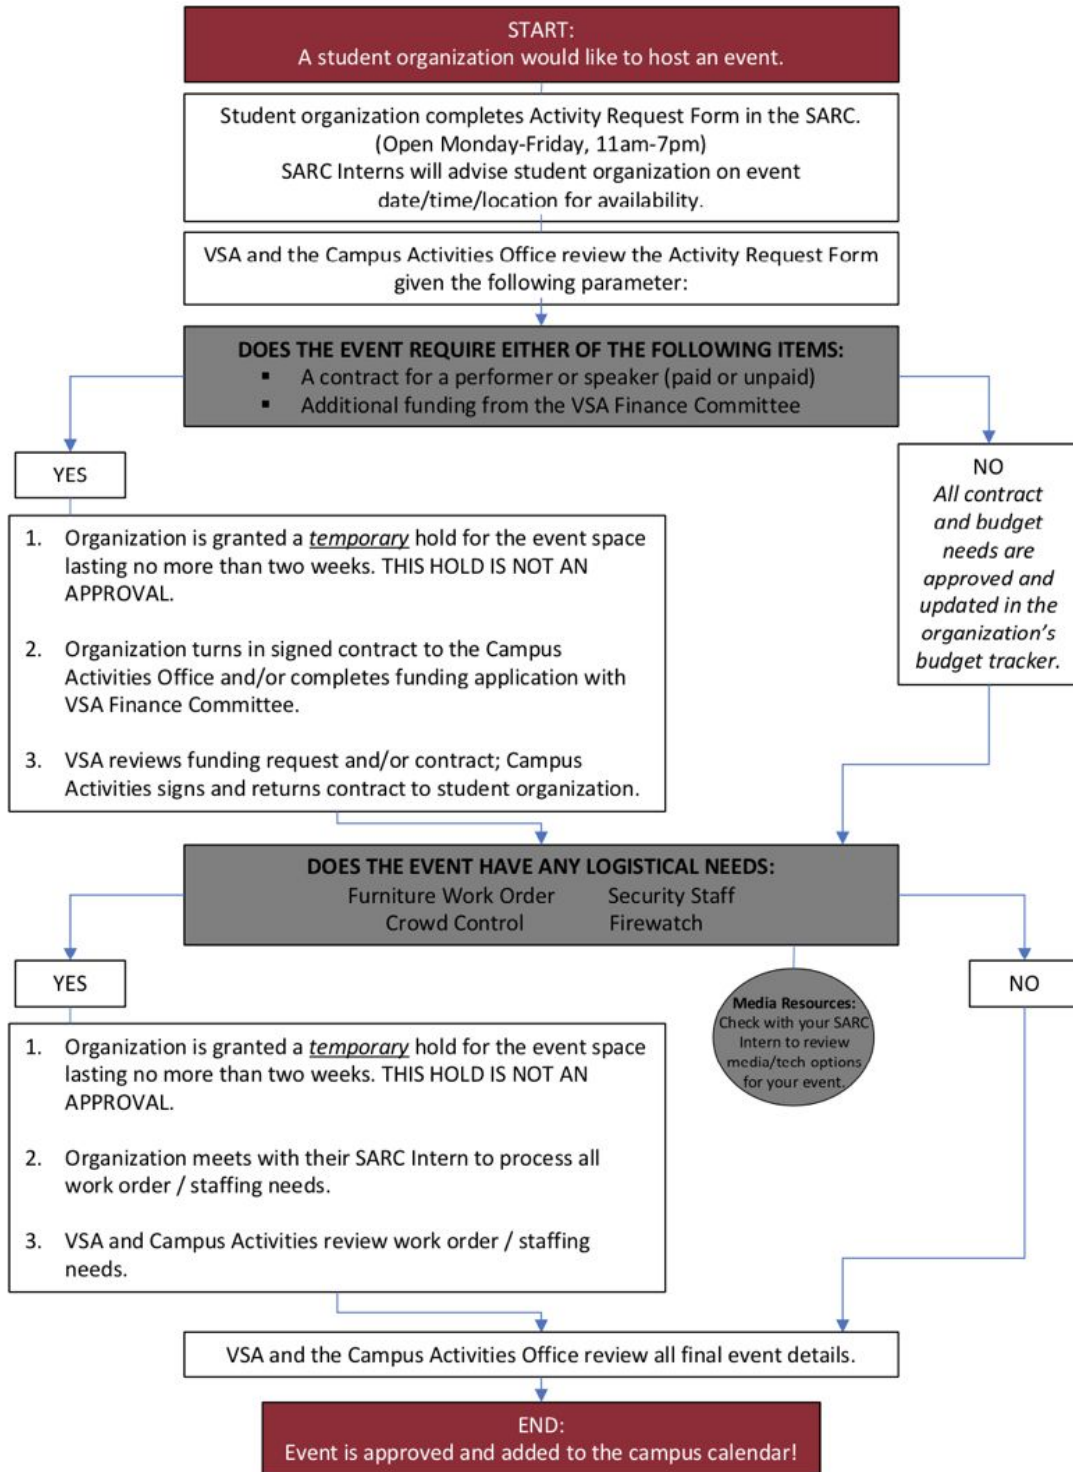 START:
A student organization would like to host an event.
Student organization completes Activity Request Form in the SARC.
(Open Monday-Friday, 11am-7pm)
SARC Interns will advise student organization on event
date/time/location for availability.
VSA and the Campus Activities Office review the Activity Request Form
given the following parameter:
DOES THE EVENT REQUIRE EITHER OF THE FOLLOWING ITEMS:
▪ A contract for a performer or speaker (paid or unpaid)
▪ Additional funding from the VSA Finance Committee
YES
1. Organization is granted a temporary hold for the event space
lasting no more than two weeks. THIS HOLD IS NOT AN
APPROVAL.
2. Organization turns in signed contract to the Campus
Activities Office and/or completes funding application with
VSA Finance Committee.
3. VSA reviews funding request and/or contract; Campus
Activities signs and returns contract to student organization.
NO
All contract
and budget
needs are
approved and
updated in the
organization's
budget tracker.
DOES THE EVENT HAVE ANY LOGISTICAL NEEDS:
Furniture Work Order Security Staff
Crowd Control Firewatch
Media Resources:
Check with your SARC
Intern to review
media/tech options
for your event.
YES
1. Organization is granted a temporary hold for the event space
lasting no more than two weeks. THIS HOLD IS NOT AN
APPROVAL.
2. Organization meets with their SARC Intern to process all
work order / staffing needs.
3. VSA and Campus Activities review work order / staffing
needs.
NO
VSA and the Campus Activities Office review all final event details.
END:
Event is approved and added to the campus calendar!